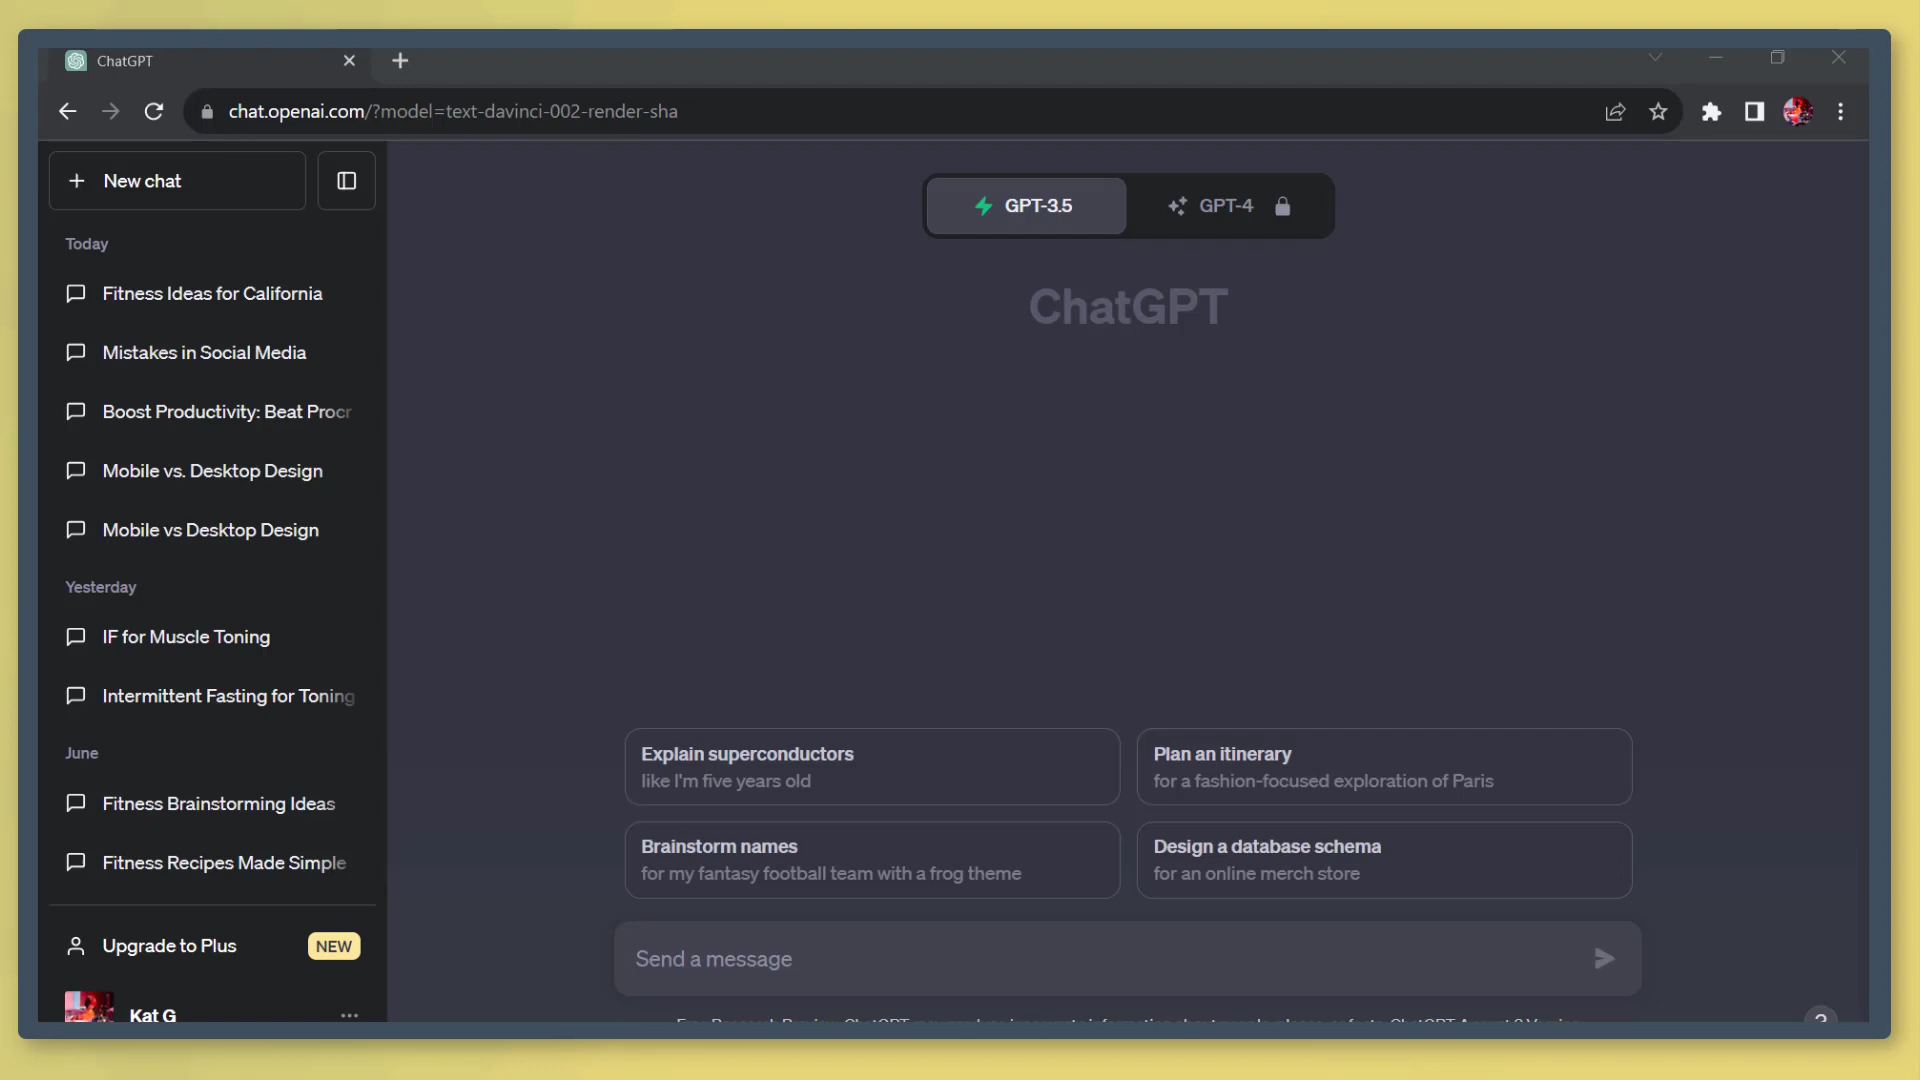 ChatGPT
chat.openai.com/?model=text-davinci-002-render-sha
New chat
Today
Fitness Ideas for California
Mistakes in Social Media
Boost Productivity: Beat Procr
Mobile vs. Desktop Design
Mobile vs Desktop Design
Yesterday
IF for Muscle Toning
Intermittent Fasting for Toning
June
Fitness Brainstorming Ideas
Fitness Recipes Made Simple
Upgrade to Plus
NEW
Kat G
GPT-3.5
GPT-4
ChatGPT
Explain superconductors
like I'm five years old
Plan an itinerary
for a fashion-focused exploration of Paris
Brainstorm names
for my fantasy football team with a frog theme
Design a database schema
for an online merch store
Send a message
?